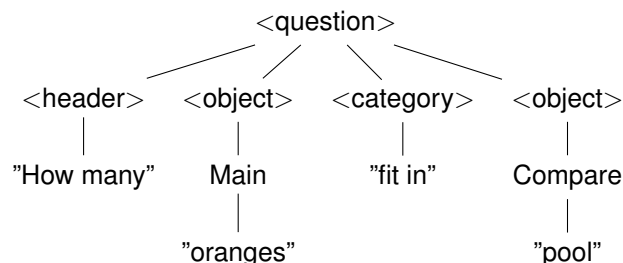 <question>
<header> <object> <category> <object>
”How many” Main ”fit in” Compare
”oranges” ”pool”